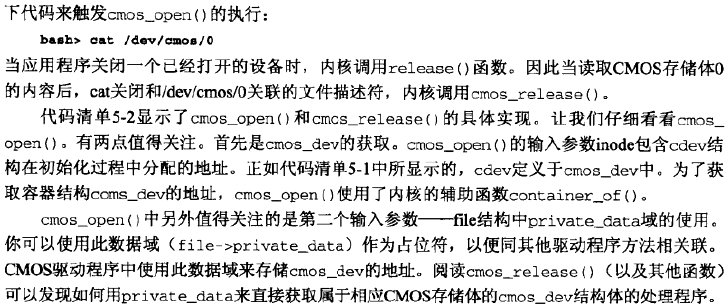 下代码来触发cmos_open()的执行：
bash> cat /dev/cmos/0
当应用程序关闭一个已经打开的设备时，内核调用release()函数。因此当读取CMOS存储体0
的内容后，cat关闭和/dev/cmos/0关联的文件描述符，内核调用cmos_release()。
代码清单5-2显示了cmos_open()和cmcs_release()的具体实现。让我们仔细看看cmos_
open()。有两点值得关注。首先是cmos_dev的获取。cmos_open()的输入参数inode包含cdev结
构在初始化过程中分配的地址。正如代码清单5-1中所显示的，cdev定义于cmos_dev中。为了获
取容器结构coms_dev的地址，cmos_open()使用了内核的辅助函数container_of()。
cmos_open()中另外值得关注的是第二个输入参数——file结构中private_data域的使用。
你可以使用此数据域（file->private_data）作为占位符，以便同其他驱动程序方法相关联。
CMOS驱动程序中使用此数据域来存储cmos_dev的地址。阅读cmos_release()（以及其他函数）
可以发现如何用private_data来直接获取属于相应CMOS存储体的cmos_dev结构体的处理程序。